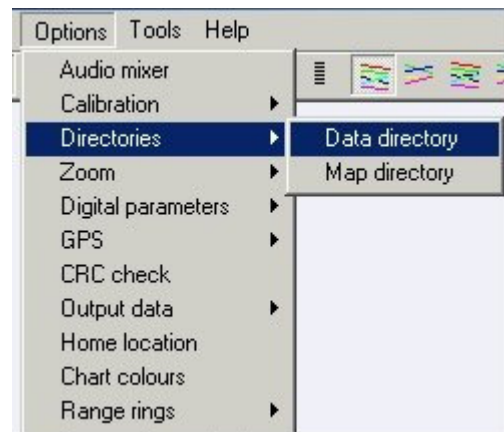 Options Tools Help
Audio mixer
Calibration
Directories
Data directory
Zoom
Map directory
Digital parameters
GPS
CRC check
Output data
Home location
Chart colours
Range rings